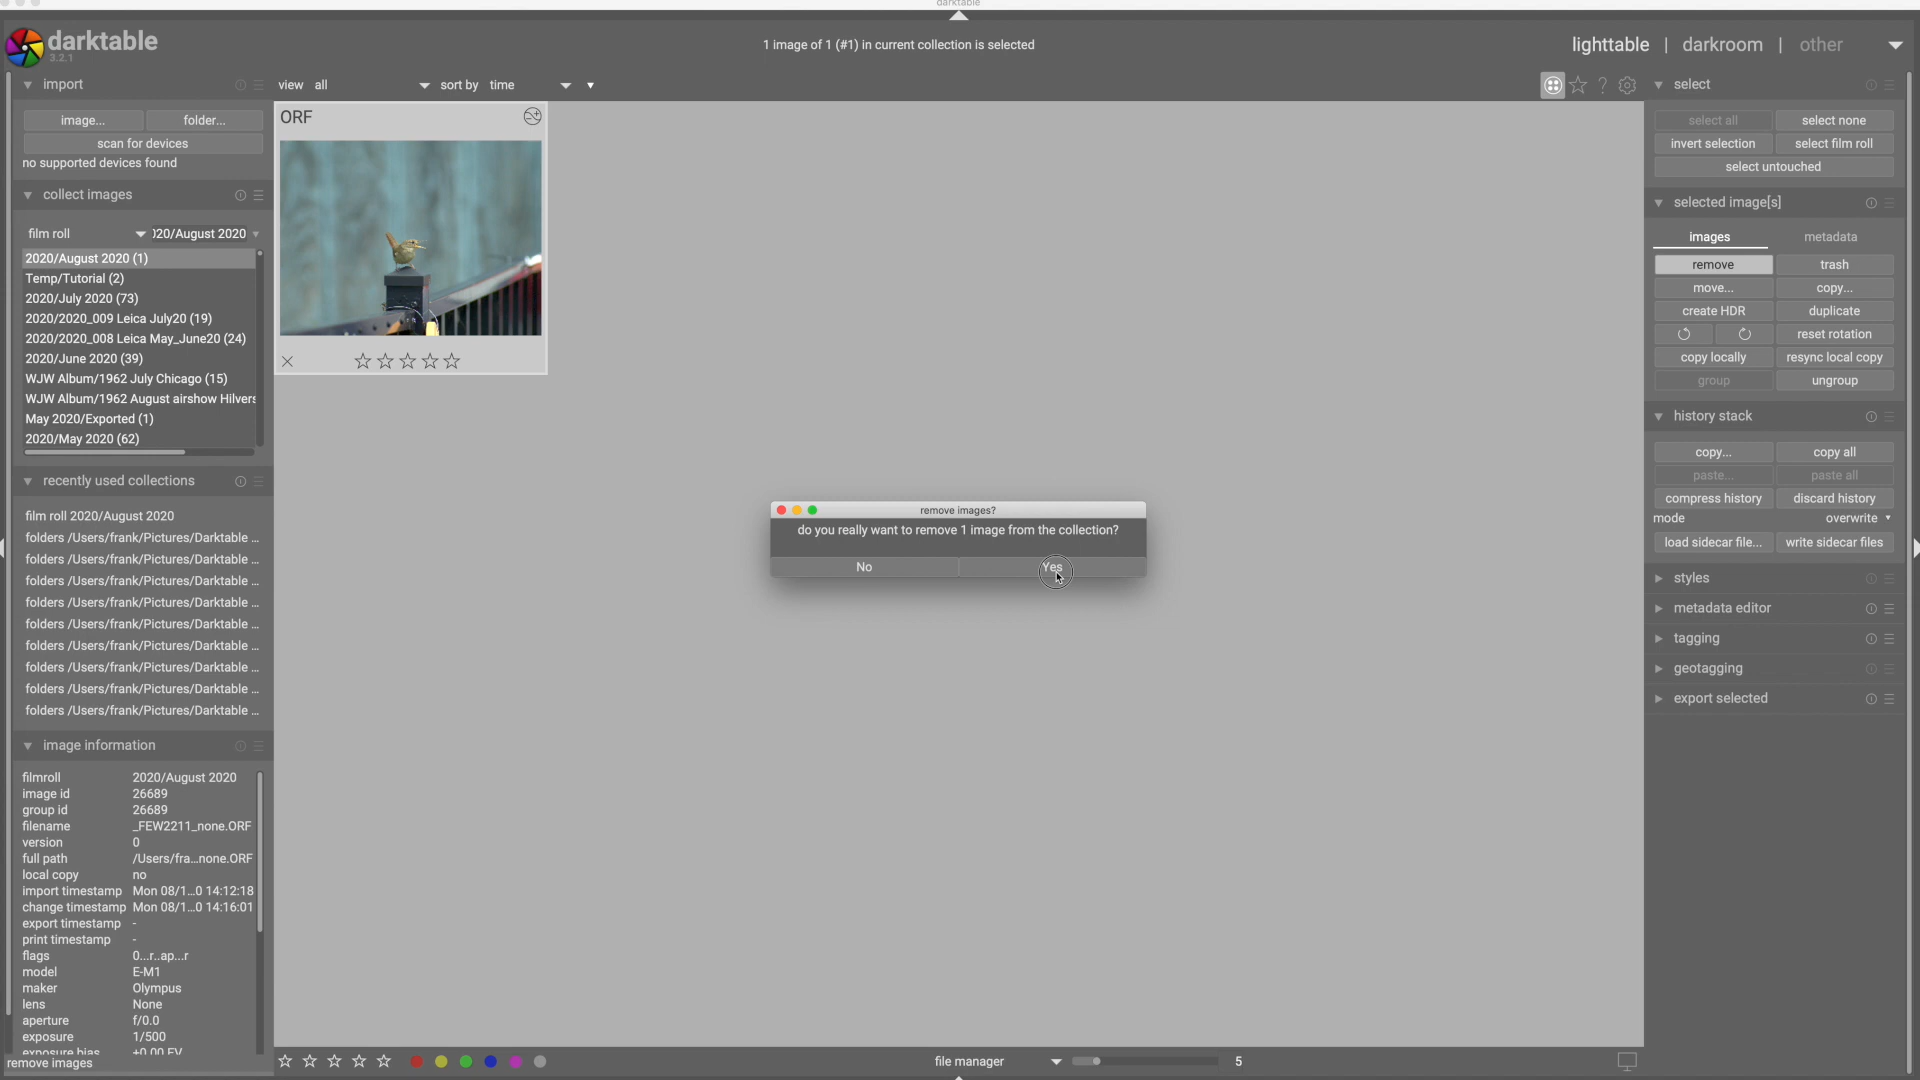 darktable
darktable
3.2.1
1 image of 1 (#1) in current collection is selected
lighttable | darkroom | other
import
image...
folder...
scan for devices
no supported devices found
collect images
film roll
)20/August 2020
2020/August 2020 (1)
Temp/Tutorial (2)
2020/July 2020 (73)
2020/2020_009 Leica July20 (19)
2020/2020_008 Leica May_June20 (24)
2020/June 2020 (39)
WJW Album/1962 July Chicago (15)
WJW Album/1962 August airshow Hilvers
May 2020/Exported (1)
2020/May 2020 (62)
recently used collections
film roll 2020/August 2020
folders /Users/frank/Pictures/Darktable ...
folders /Users/frank/Pictures/Darktable ...
folders /Users/frank/Pictures/Darktable ...
folders /Users/frank/Pictures/Darktable ...
folders /Users/frank/Pictures/Darktable ...
folders /Users/frank/Pictures/Darktable ...
folders /Users/frank/Pictures/Darktable ...
folders /Users/frank/Pictures/Darktable ...
folders /Users/frank/Pictures/Darktable ...
image information
filmroll 2020/August 2020
image id 26689
group id 26689
filename _FEW2211_none.ORF
version 0
full path /Users/fra...none.ORF
local copy no
import timestamp Mon 08/1...0 14:12:18
change timestamp Mon 08/1...0 14:16:01
export timestamp -
print timestamp -
flags 0...r..ap...r
model E-M1
maker Olympus
lens None
aperture f/0.0
exposure 1/500
exposure bias +0.00 EV
remove images
view all
sort by time
?
ORF
remove images?
do you really want to remove 1 image from the collection?
No
Yes
file manager
5
select
select all
select none
invert selection
select film roll
select untouched
selected image[s]
images
metadata
remove
trash
move...
copy...
create HDR
duplicate
reset rotation
copy locally
resync local copy
group
ungroup
history stack
copy...
copy all
paste...
paste all
compress history
discard history
mode
overwrite
load sidecar file...
write sidecar files
styles
metadata editor
tagging
geotagging
export selected